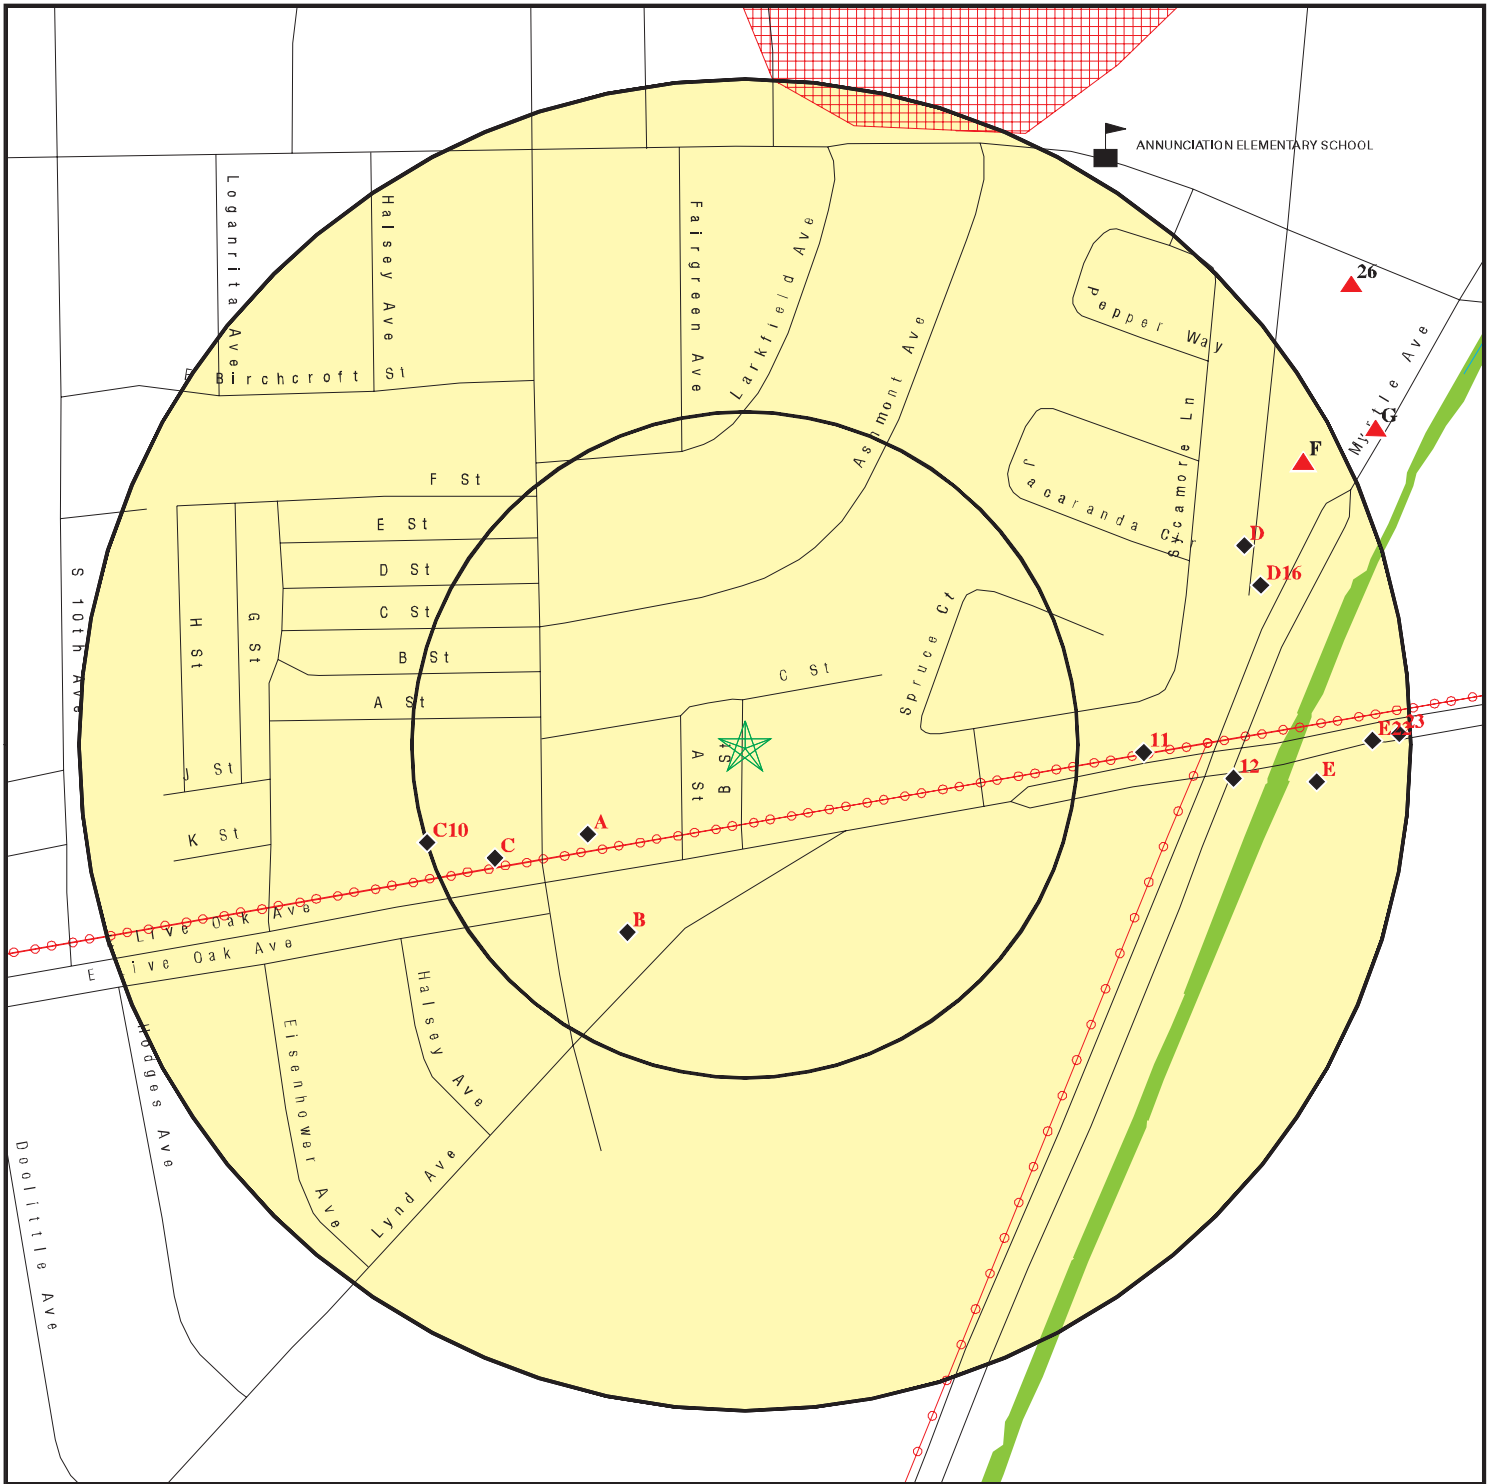 ANNUNCIATION ELEMENTARY SCHOOL
Loganrita Ave
Halsey Ave
Fairgreen Ave
Larkfield Ave
Ashmont Ave
Pepper Way
26
Myrtle Ave
G
F
E Birchcroft St
Jacaranda Cir
Sycamore Ln
F St
E St
D St
C St
B St
A St
H St
G St
S 10th Ave
D
D16
Spruce Ct
C St
A St
B St
J St
K St
11
12
E22
23
E
C10
C
A
B
Live Oak Ave
E Live Oak Ave
Halsey Ave
Eisenhower Ave
Hodges Ave
Doolittle Ave
Lynd Ave